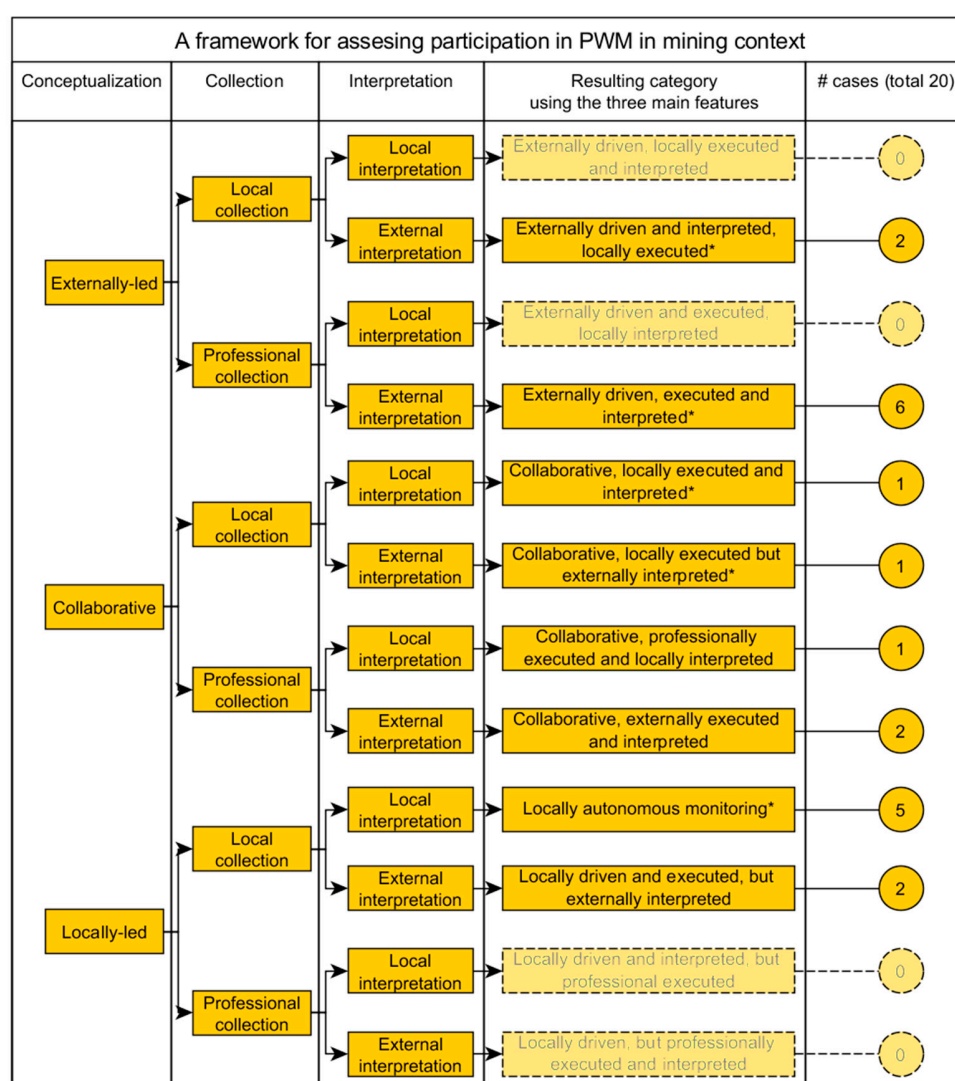 A framework for assesing participation in PWM in mining context
Conceptualization
Collection
Interpretation
Resulting category
using the three main features
# cases (total 20)
Externally-led
Local
collection
Local
interpretation
Externally driven, locally executed
and interpreted
0
External
interpretation
Externally driven and interpreted,
locally executed*
2
Professional
collection
Local
interpretation
Externally driven and executed,
locally interpreted
0
External
interpretation
Externally driven, executed and
interpreted*
6
Collaborative
Local
collection
Local
interpretation
Collaborative, locally executed and
interpreted*
1
External
interpretation
Collaborative, locally executed but
externally interpreted*
1
Professional
collection
Local
interpretation
Collaborative, professionally
executed and locally interpreted
1
External
interpretation
Collaborative, externally executed
and interpreted
2
Locally-led
Local
collection
Local
interpretation
Locally autonomous monitoring*
5
External
interpretation
Locally driven and executed, but
externally interpreted
2
Professional
collection
Local
interpretation
Locally driven and interpreted, but
professional executed
0
External
interpretation
Locally driven, but professionally
executed and interpreted
0